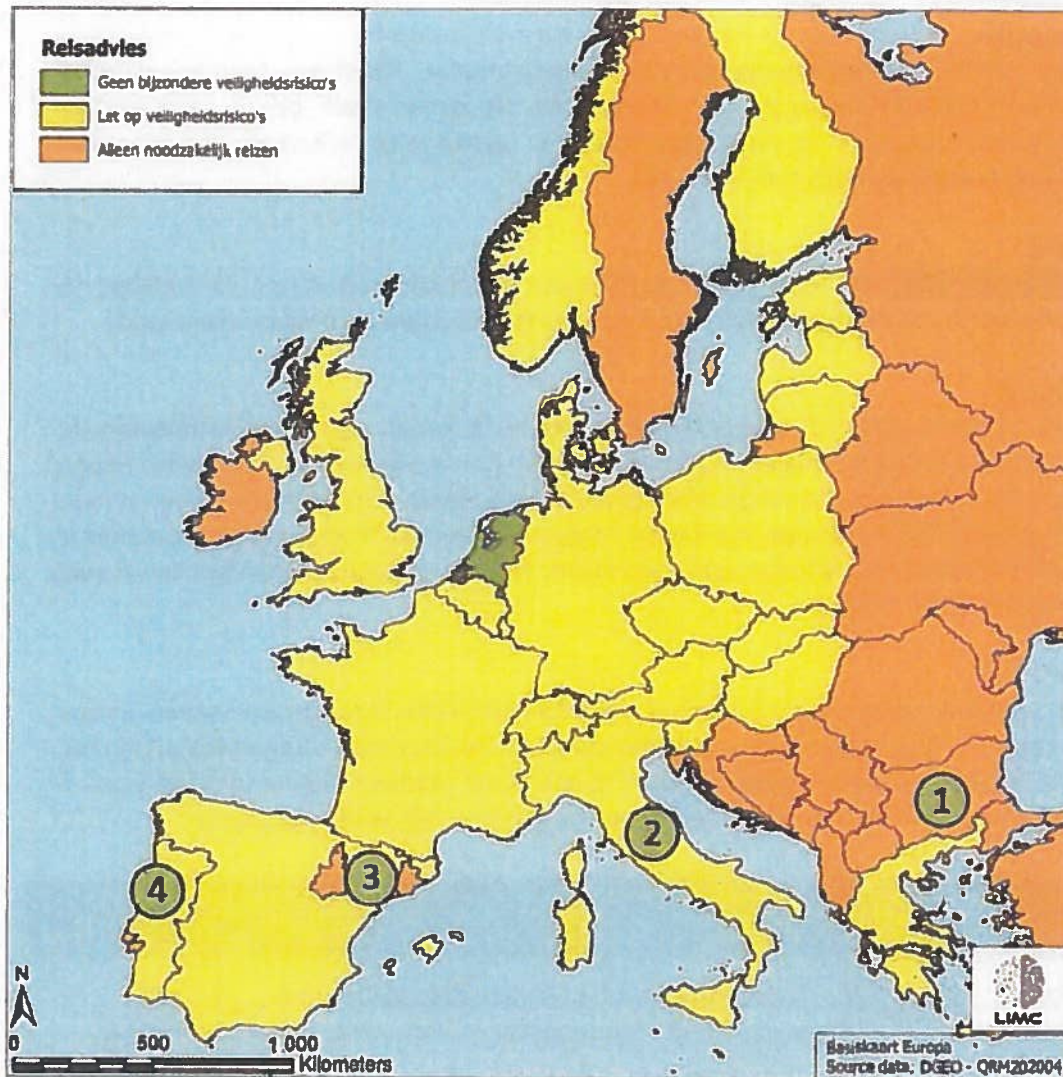 Reisadvies
Geen bijzondere veiligheidsrisico's
Let op veiligheidsrisico's
Alleen noodzakelijk reizen
1
2
3
4
N
0 500 1.000
Kilometers
LIMC
Basiskaart Europa
Source data; DGEO - QRM202004